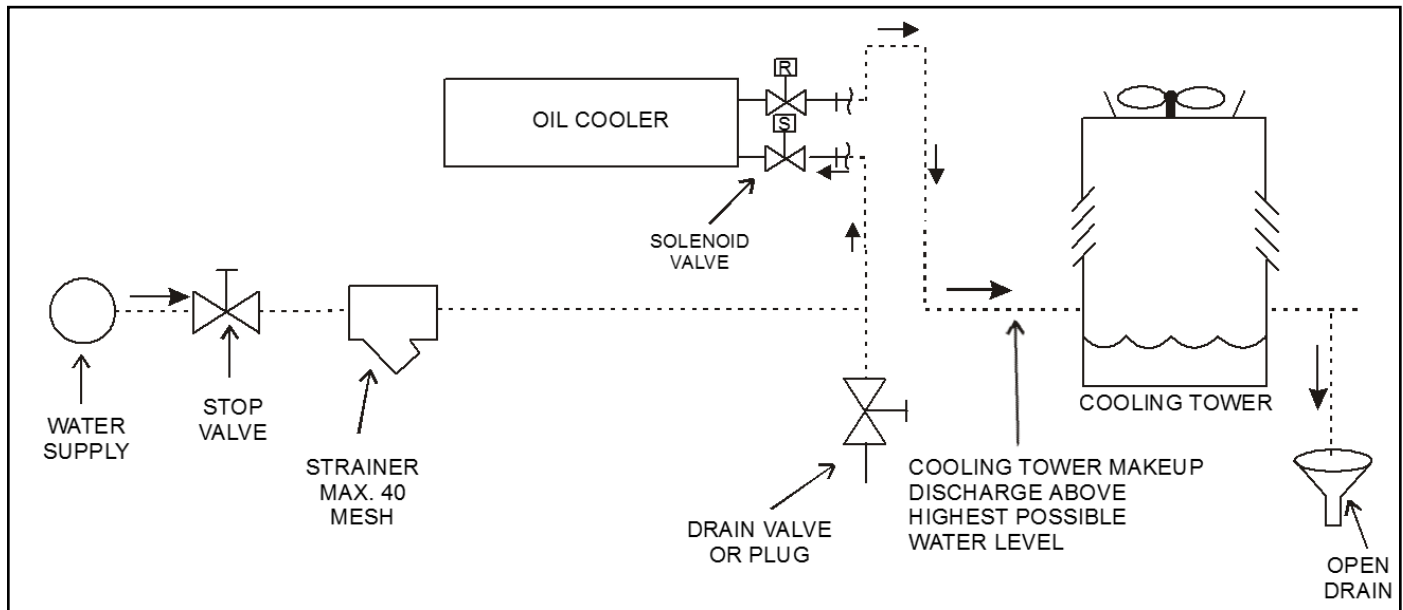 R
OIL COOLER
S
SOLENOID
VALVE
WATER
SUPPLY
STOP
VALVE
STRAINER
MAX. 40
MESH
DRAIN VALVE
OR PLUG
COOLING TOWER MAKEUP
DISCHARGE ABOVE
HIGHEST POSSIBLE
WATER LEVEL
COOLING TOWER
OPEN
DRAIN